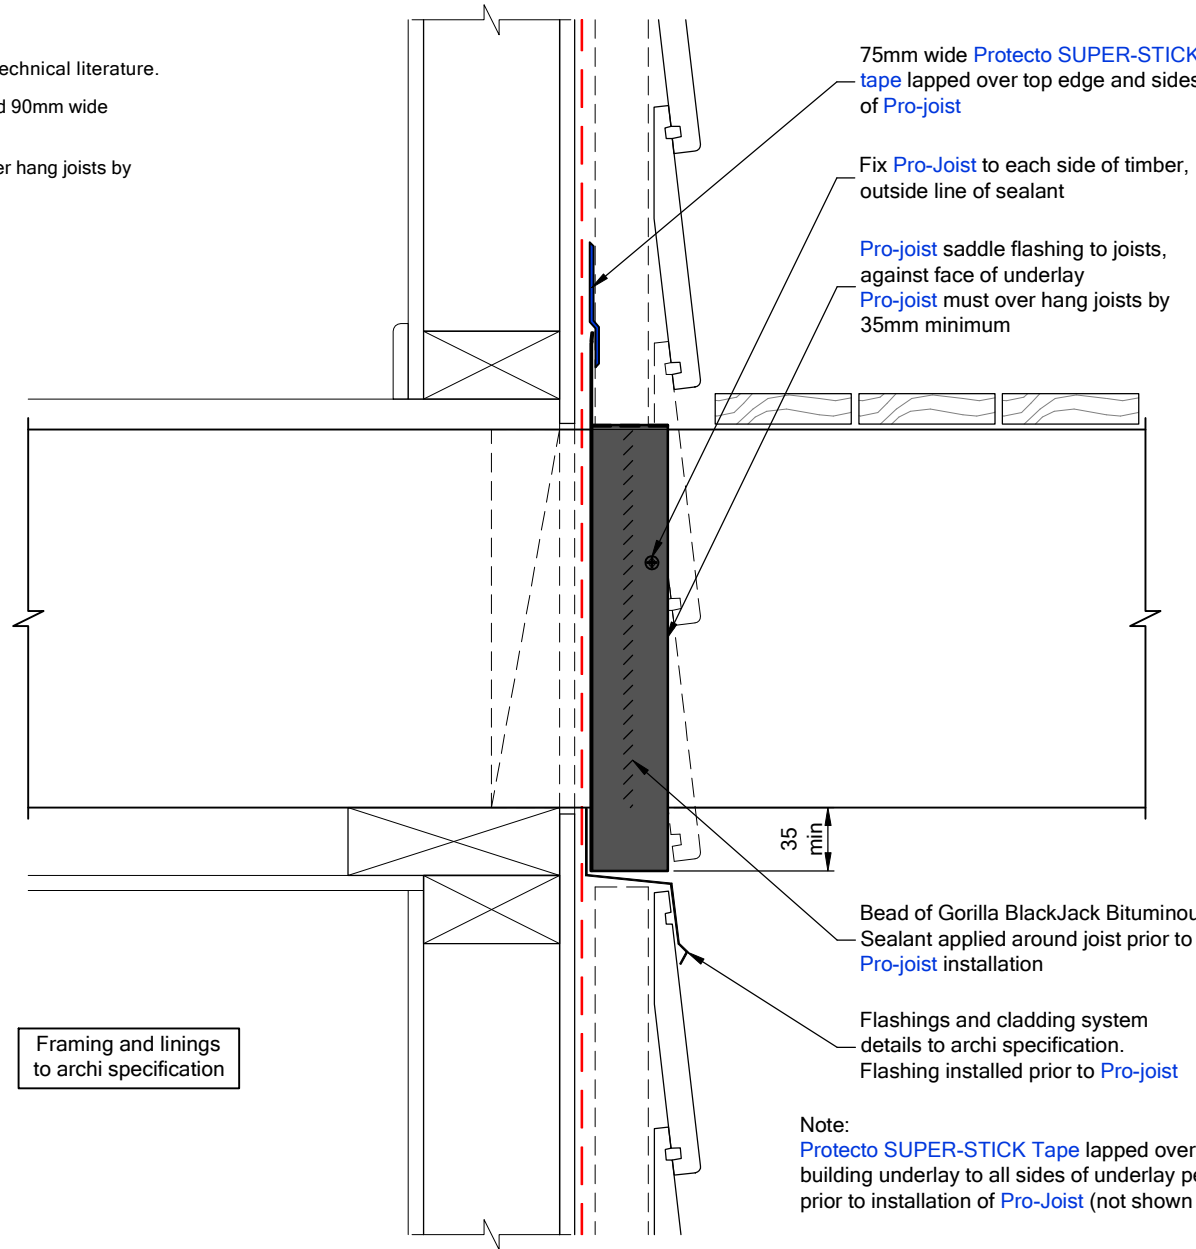 echnical literature.
d 90mm wide
er hang joists by
75mm wide Protecto SUPER-STICK
tape lapped over top edge and sides
of Pro-joist
Fix Pro-Joist to each side of timber,
outside line of sealant
Pro-joist saddle flashing to joists,
against face of underlay
Pro-joist must over hang joists by
35mm minimum
35
min
Bead of Gorilla BlackJack Bituminou
Sealant applied around joist prior to
Pro-joist installation
Flashings and cladding system
details to archi specification.
Flashing installed prior to Pro-joist
Framing and linings
to archi specification
Note:
Protecto SUPER-STICK Tape lapped over
building underlay to all sides of underlay pe
prior to installation of Pro-Joist (not shown